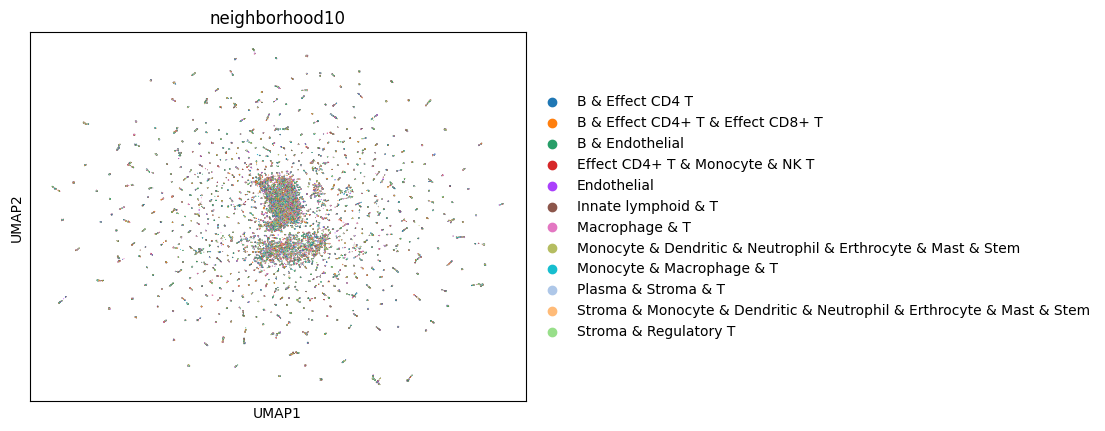 neighborhood10
UMAP2
UMAP1
B & Effect CD4 T
B & Effect CD4+ T & Effect CD8+ T
B & Endothelial
Effect CD4+ T & Monocyte & NK T
Endothelial
Innate lymphoid & T
Macrophage & T
Monocyte & Dendritic & Neutrophil & Erthrocyte & Mast & Stem
Monocyte & Macrophage & T
Plasma & Stroma & T
Stroma & Monocyte & Dendritic & Neutrophil & Erthrocyte & Mast & Stem
Stroma & Regulatory T